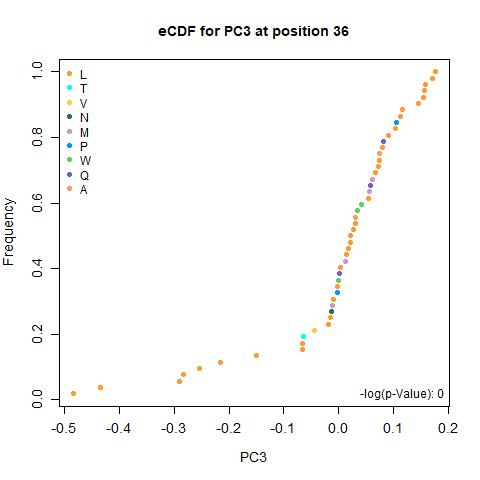 eCDF for PC3 at position 36
Frequency
1.0
0.8
0.6
0.4
0.2
0.0
L
T
V
N
M
P
W
Q
A
-log(p-Value): 0
-0.5 -0.4 -0.3 -0.2 -0.1 0.0 0.1 0.2
PC3